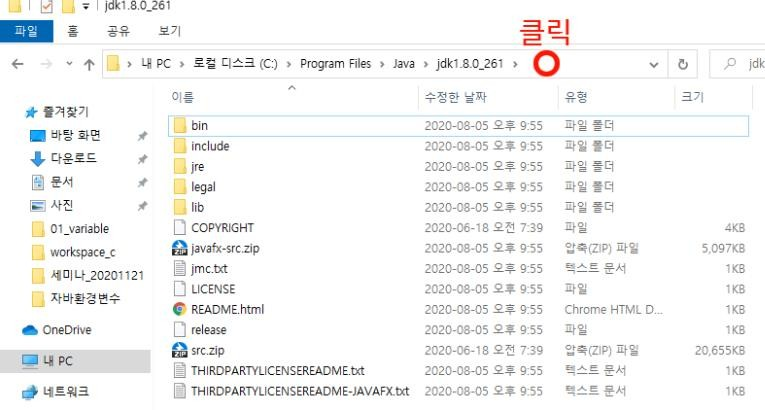 jdk1.8.0_261
파일 홈 공유 보기
클릭
내 PC > 로컬 디스크 (C:) > Program Files > Java > jdk1.8.0_261 > jdk
이름 수정한 날짜 유형 크기
즐겨찾기
바탕 화면
다운로드
문서
사진
01_variable
workspace_c
세미나_20201121
자바환경변수
OneDrive
내 PC
네트워크
bin 2020-08-05 오후 9:55 파일 폴더
include 2020-08-05 오후 9:55 파일 폴더
jre 2020-08-05 오후 9:55 파일 폴더
legal 2020-08-05 오후 9:55 파일 폴더
lib 2020-08-05 오후 9:55 파일 폴더
COPYRIGHT 2020-06-18 오전 7:39 파일 4KB
javafx-src.zip 2020-08-05 오후 9:55 압축(ZIP) 파일 5,097KB
jmc.txt 2020-08-05 오후 9:55 텍스트 문서 1KB
LICENSE 2020-08-05 오후 9:55 파일 1KB
README.html 2020-08-05 오후 9:55 Chrome HTML D... 1KB
release 2020-08-05 오후 9:55 파일 1KB
src.zip 2020-06-18 오전 7:39 압축(ZIP) 파일 20,655KB
THIRDPARTYLICENSEREADME.txt 2020-08-05 오후 9:55 텍스트 문서 1KB
THIRDPARTYLICENSEREADME-JAVAFX.txt 2020-08-05 오후 9:55 텍스트 문서 1KB